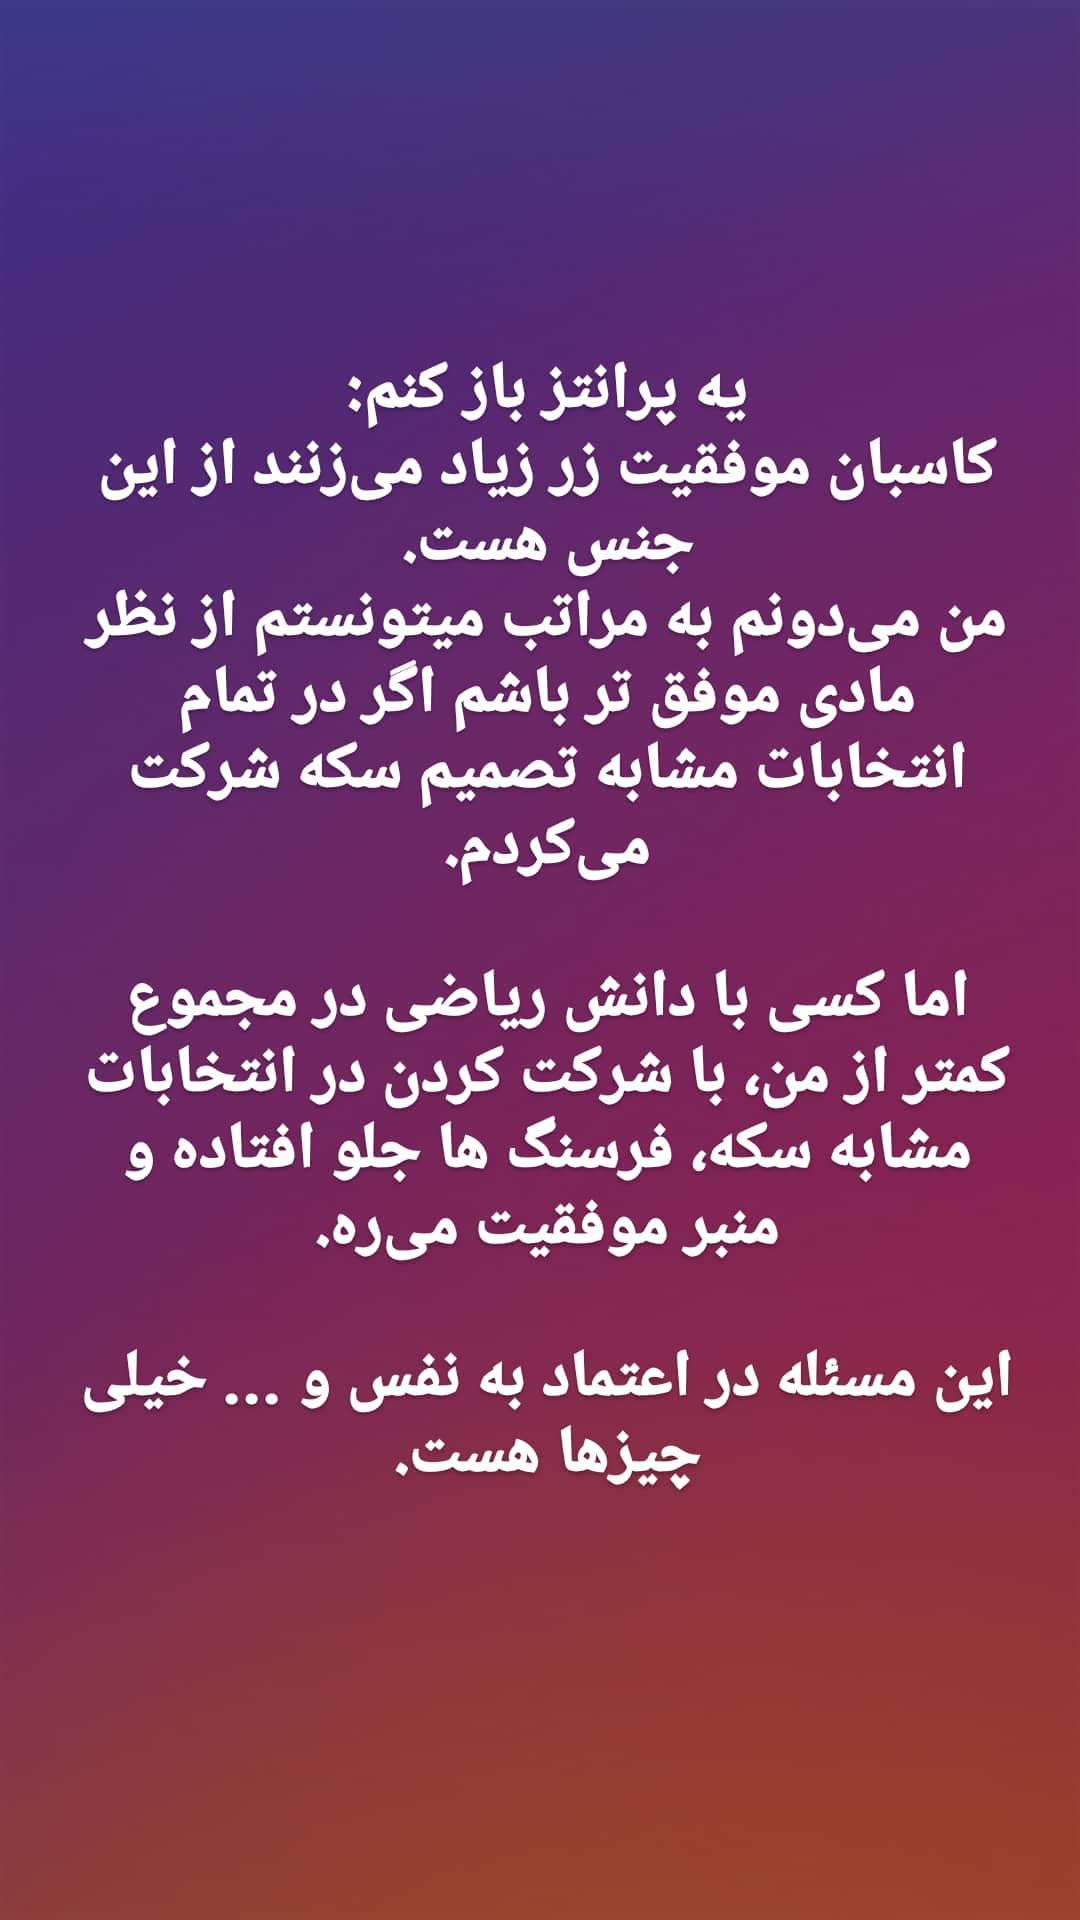 یه پرانتز باز کنم:
کاسبان موفقیت زر زیاد می‌زنند از این
جنس هست.
من می‌دونم به مراتب میتونستم از نظر
مادی موفق تر باشم اگر در تمام
انتخابات مشابه تصمیم سکه شرکت
می‌کردم.
اما کسی با دانش ریاضی در مجموع
کمتر از من، با شرکت کردن در انتخابات
مشابه سکه، فرسنگ ها جلو افتاده و
منبر موفقیت می‌ره.
این مسئله در اعتماد به نفس و ... خیلی
چیزها هست.